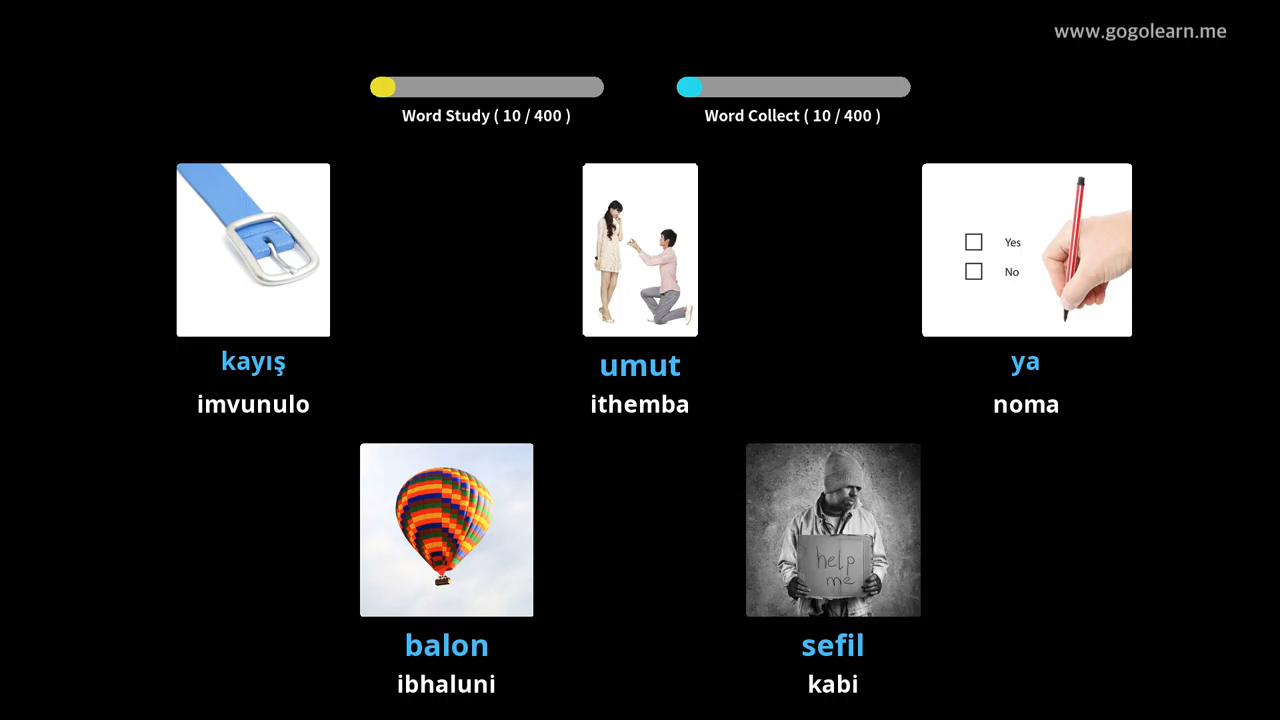 www.gogolearn.me
Word Study ( 10 / 400 )
Word Collect ( 10 / 400 )
Yes
No
kayış
umut
ya
imvunulo
ithemba
noma
help
me
balon
sefil
ibhaluni
kabi